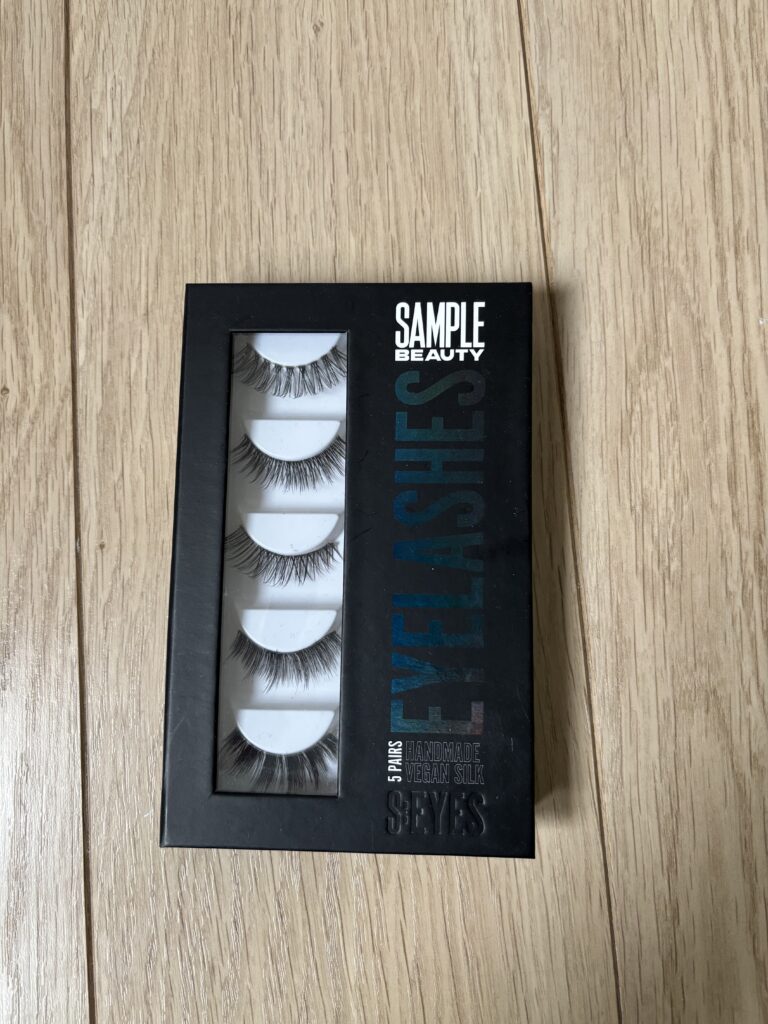 SAMPLE
BEAUTY
EYELASHES
5 PAIRS
HANDMADE
VEGAN SILK
EYES